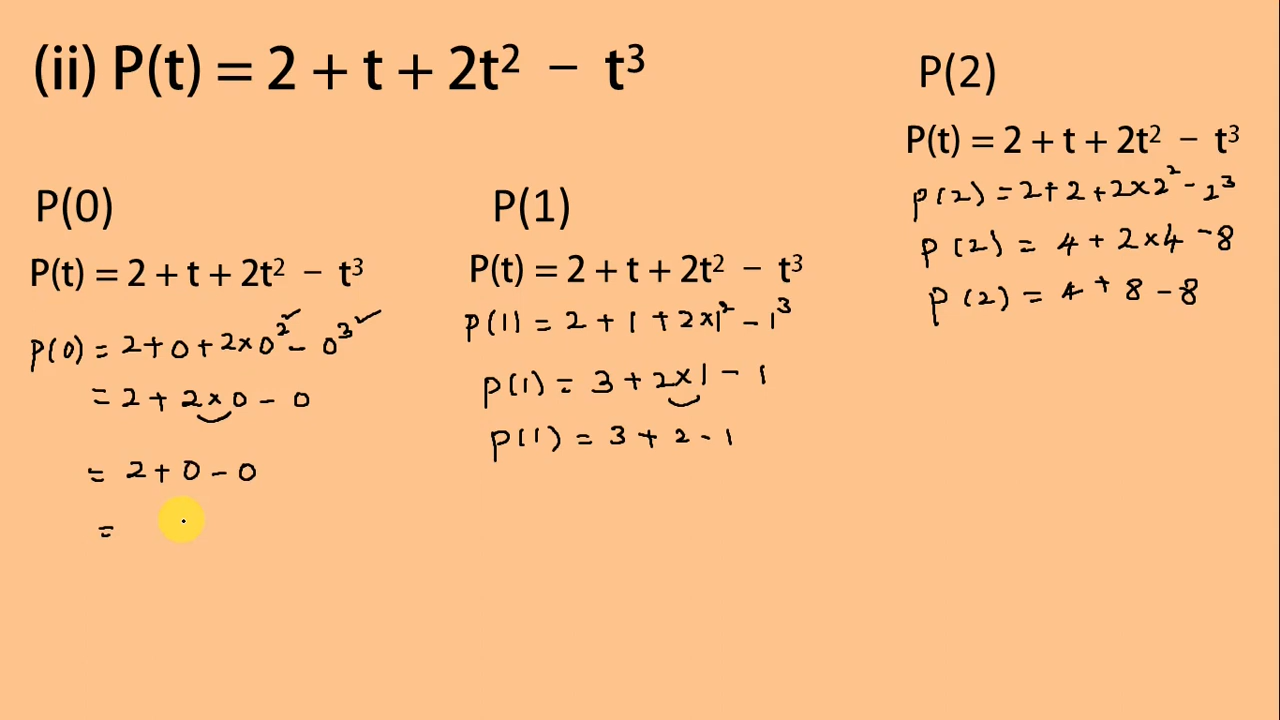 (ii) P(t) = 2 + t + 2t² − t³
P(0)
P(t) = 2 + t + 2t² − t³
P(0) = 2 + 0 + 2 × 0² − 0³
= 2 + 2 × 0 − 0
= 2 + 0 − 0
=
P(1)
P(t) = 2 + t + 2t² − t³
P(1) = 2 + 1 + 2 × 1² − 1³
P(1) = 3 + 2 × 1 − 1
P(1) = 3 + 2 - 1
P(2)
P(t) = 2 + t + 2t² − t³
P(2) = 2 + 2 + 2 × 2² − 2³
P(2) = 4 + 2 × 4 − 8
P(2) = 4 + 8 − 8